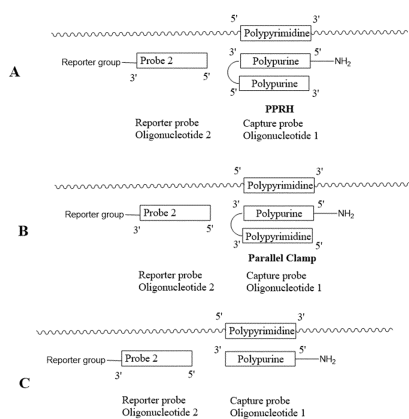 5' 3'
Polypyrimidine
Reporter group Probe 2 3' Polypurine 5' NH2
3' 5' 5' Polypurine 3'
A
PPRH
Reporter probe Capture probe
Oligonucleotide 2 Oligonucleotide 1
5' 3'
Polypyrimidine
Reporter group Probe 2 3' Polypurine 5' NH2
3' 5' 3' Polypyrimidine 5'
B
Parallel Clamp
Reporter probe Capture probe
Oligonucleotide 2 Oligonucleotide 1
5' 3'
Polypyrimidine
Reporter group Probe 2 3' Polypurine 5' NH2
3' 5'
C
Reporter probe Capture probe
Oligonucleotide 2 Oligonucleotide 1